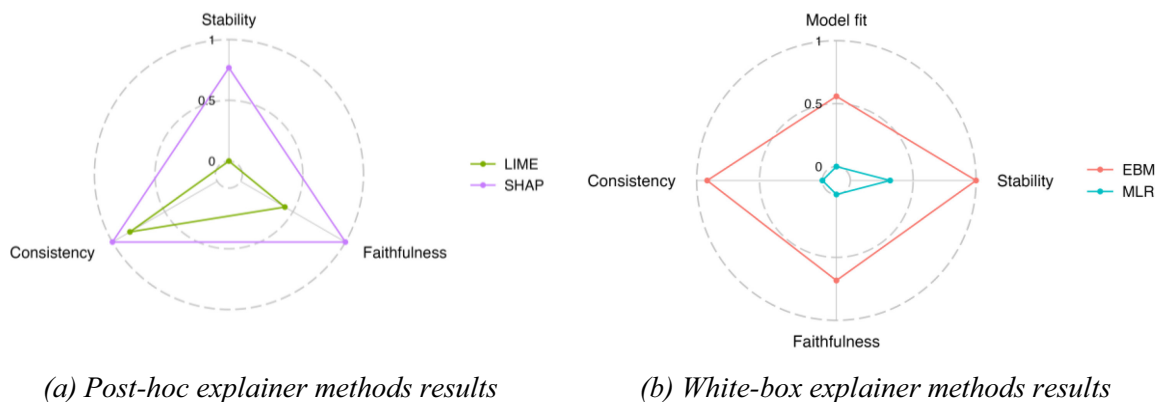 Stability
1
0.5
0
Consistency
Faithfulness
LIME
SHAP
(a) Post-hoc explainer methods results
Model fit
1
0.5
0
Consistency
Stability
Faithfulness
EBM
MLR
(b) White-box explainer methods results